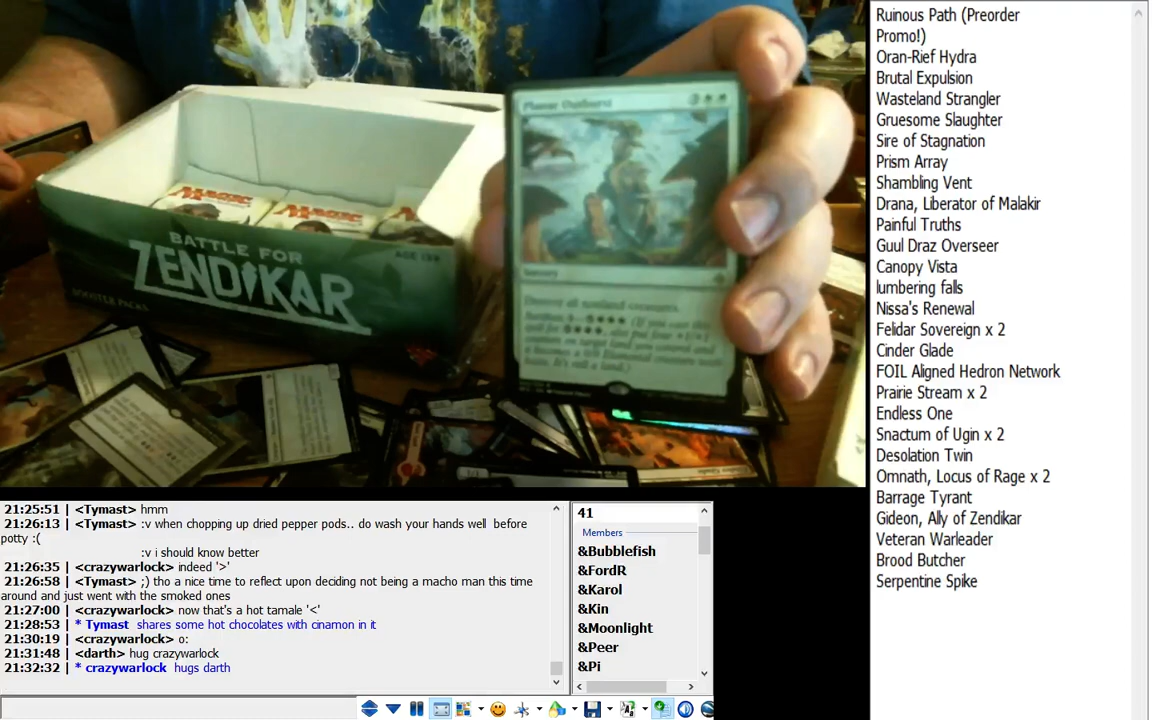 Planar Outburst
Sorcery
MAGIC
MAGIC
BATTLE FOR
ZENDIKAR
AGE 13+
BOOSTER PACKS
Ruinous Path (Preorder
Promo!)
Oran-Rief Hydra
Brutal Expulsion
Wasteland Strangler
Gruesome Slaughter
Sire of Stagnation
Prism Array
Shambling Vent
Drana, Liberator of Malakir
Painful Truths
Guul Draz Overseer
Canopy Vista
lumbering falls
Nissa's Renewal
Felidar Sovereign x 2
Cinder Glade
FOIL Aligned Hedron Network
Prairie Stream x 2
Endless One
Snactum of Ugin x 2
Desolation Twin
Omnath, Locus of Rage x 2
Barrage Tyrant
Gideon, Ally of Zendikar
Veteran Warleader
Brood Butcher
Serpentine Spike
21:25:51 | <Tymast> hmm
21:26:13 | <Tymast> :v when chopping up dried pepper pods.. do wash your hands well before
potty :(
:v i should know better
21:26:35 | <crazywarlock> indeed '>'
21:26:58 | <Tymast> ;) tho a nice time to reflect upon deciding not being a macho man this time
around and just went with the smoked ones
21:27:00 | <crazywarlock> now that's a hot tamale '<'
21:28:53 | * Tymast shares some hot chocolates with cinamon in it
21:30:19 | <crazywarlock> o:
21:31:48 | <darth> hug crazywarlock
21:32:32 | * crazywarlock hugs darth
41
Members
&Bubblefish
&FordR
&Karol
&Kin
&Moonlight
&Peer
&Pi